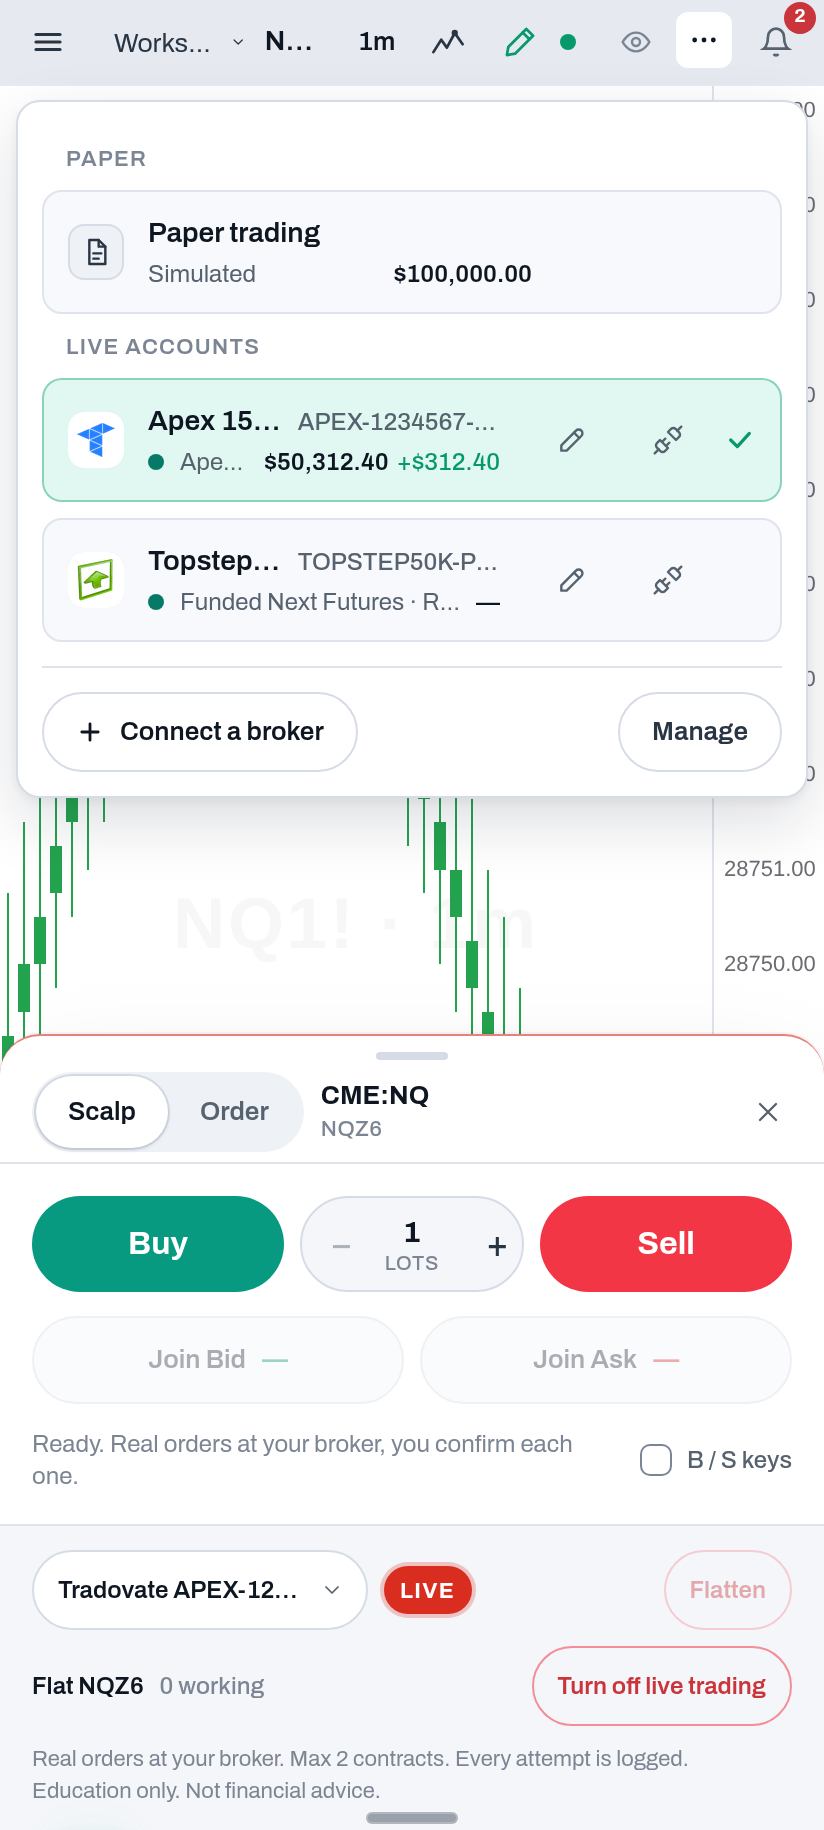 Works... N... 1m 2
PAPER
Paper trading
Simulated $100,000.00
LIVE ACCOUNTS
Apex 15... APEX-1234567-...
Ape... $50,312.40 +$312.40
Topstep... TOPSTEP50K-P...
Funded Next Futures · R... —
+ Connect a broker Manage
28751.00
NQ1! · 1m
28750.00
Scalp Order CME:NQ
NQZ6
Buy − 1 + Sell
LOTS
Join Bid — Join Ask —
Ready. Real orders at your broker, you confirm each
one.
B / S keys
Tradovate APEX-12... LIVE Flatten
Flat NQZ6 0 working Turn off live trading
Real orders at your broker. Max 2 contracts. Every attempt is logged.
Education only. Not financial advice.